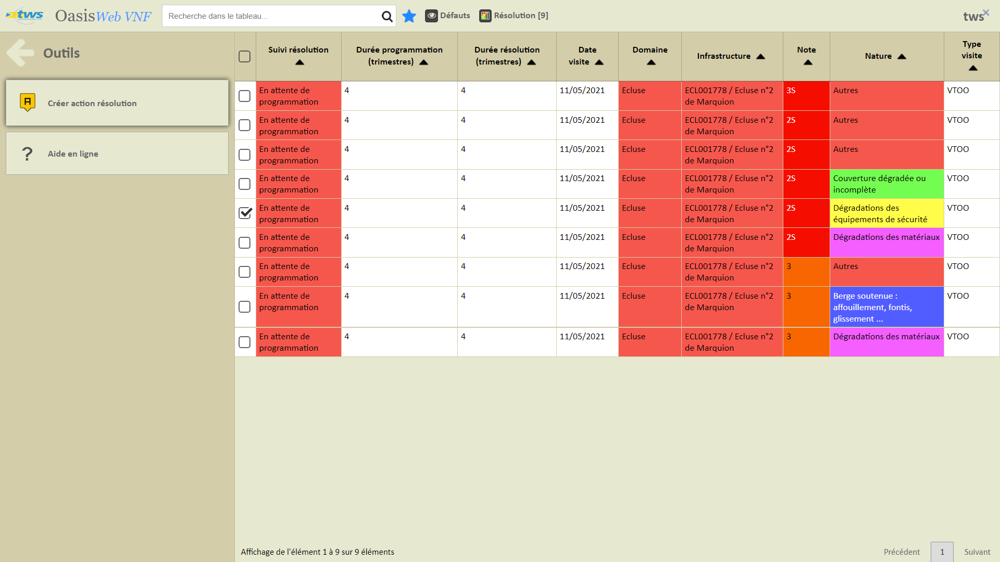 tws OasisWeb VNF Recherche dans le tableau... Défauts Résolution [9] tws
Outils
Créer action résolution
? Aide en ligne
Suivi résolution Durée programmation (trimestres) Durée résolution (trimestres) Date visite Domaine Infrastructure Note Nature Type visite
En attente de programmation 4 4 11/05/2021 Ecluse ECL001778 / Ecluse n°2 de Marquion 3S Autres VTOO
En attente de programmation 4 4 11/05/2021 Ecluse ECL001778 / Ecluse n°2 de Marquion 2S Autres VTOO
En attente de programmation 4 4 11/05/2021 Ecluse ECL001778 / Ecluse n°2 de Marquion 2S Autres VTOO
En attente de programmation 4 4 11/05/2021 Ecluse ECL001778 / Ecluse n°2 de Marquion 2S Couverture dégradée ou incomplète VTOO
En attente de programmation 4 4 11/05/2021 Ecluse ECL001778 / Ecluse n°2 de Marquion 2S Dégradations des équipements de sécurité VTOO
En attente de programmation 4 4 11/05/2021 Ecluse ECL001778 / Ecluse n°2 de Marquion 2S Dégradations des matériaux VTOO
En attente de programmation 4 4 11/05/2021 Ecluse ECL001778 / Ecluse n°2 de Marquion 3 Autres VTOO
En attente de programmation 4 4 11/05/2021 Ecluse ECL001778 / Ecluse n°2 de Marquion 3 Berge soutenue : affouillement, fontis, glissement ... VTOO
En attente de programmation 4 4 11/05/2021 Ecluse ECL001778 / Ecluse n°2 de Marquion 3 Dégradations des matériaux VTOO
Affichage de l'élément 1 à 9 sur 9 éléments Précédent 1 Suivant